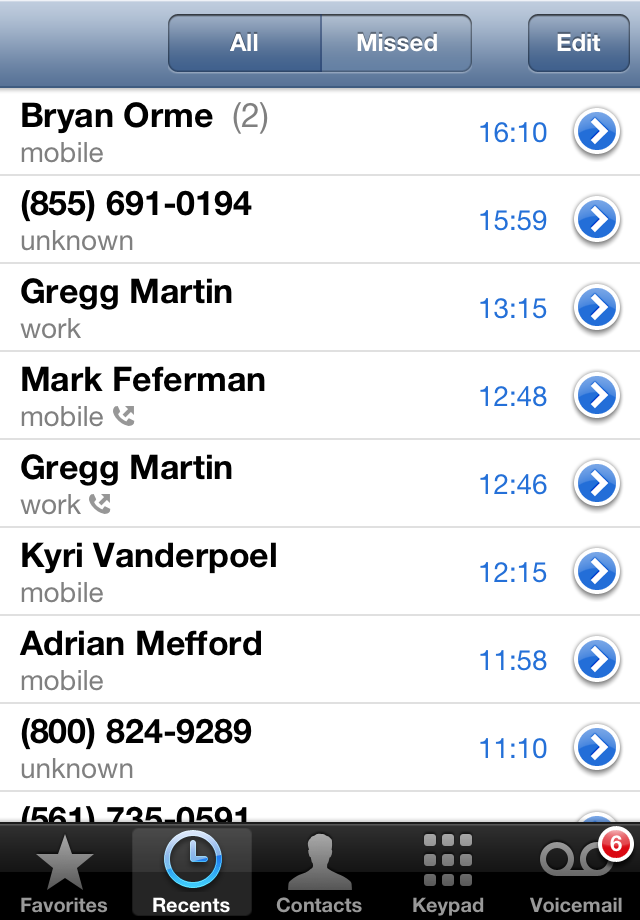 All Missed Edit
Bryan Orme (2)
mobile
16:10
(855) 691-0194
unknown
15:59
Gregg Martin
work
13:15
Mark Feferman
mobile
12:48
Gregg Martin
work
12:46
Kyri Vanderpoel
mobile
12:15
Adrian Mefford
mobile
11:58
(800) 824-9289
unknown
11:10
(561) 735-0591
6
Favorites Recents Contacts Keypad Voicemail